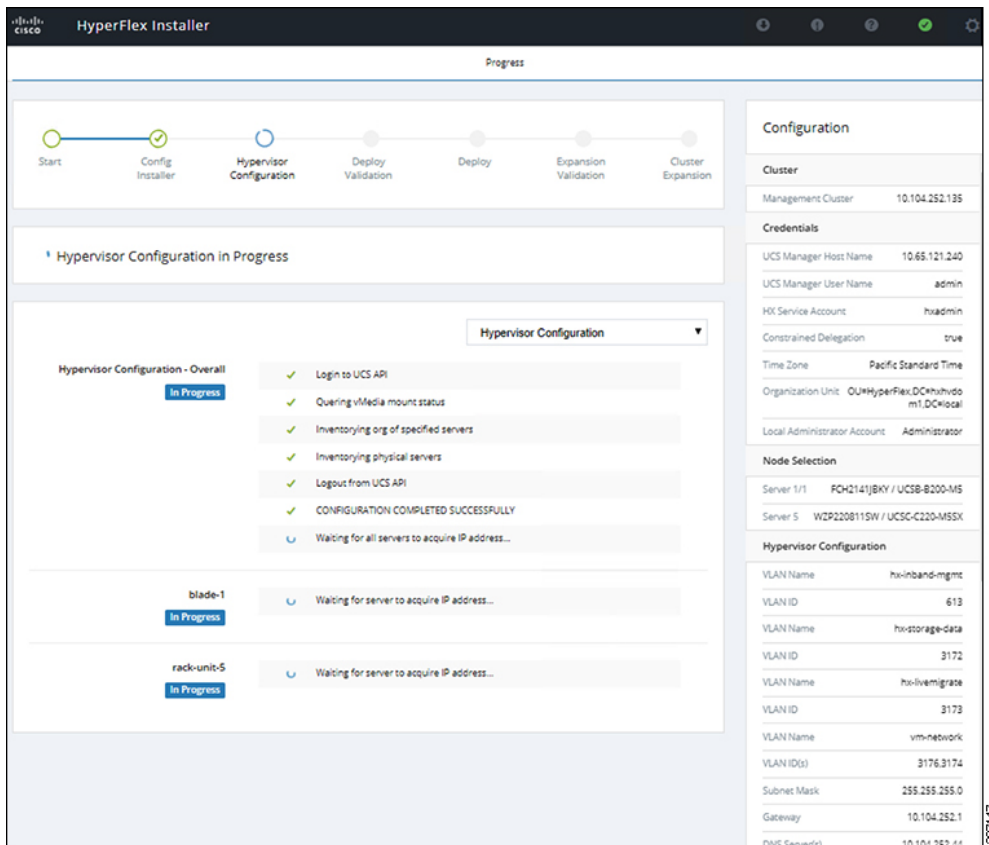 CISCO
HyperFlex Installer
Progress
Start
Config
Installer
Hypervisor
Configuration
Deploy
Validation
Deploy
Expansion
Validation
Cluster
Expansion
Hypervisor Configuration in Progress
Hypervisor Configuration
Hypervisor Configuration - Overall
In Progress
Login to UCS API
Quering vMedia mount status
Inventorying org of specified servers
Inventorying physical servers
Logout from UCS API
CONFIGURATION COMPLETED SUCCESSFULLY
Waiting for all servers to acquire IP address...
blade-1
In Progress
Waiting for server to acquire IP address...
rack-unit-5
In Progress
Waiting for server to acquire IP address...
Configuration
Cluster
Management Cluster 10.104.252.135
Credentials
UCS Manager Host Name 10.65.121.240
UCS Manager User Name admin
HX Service Account hxadmin
Constrained Delegation true
Time Zone Pacific Standard Time
Organization Unit OU=HyperFlex,DC=hxhvdo
m1,DC=local
Local Administrator Account Administrator
Node Selection
Server 1/1 FCH2141JBKY / UCSB-B200-M5
Server 5 WZP220811SW / UCSC-C220-M5SX
Hypervisor Configuration
VLAN Name hx-inband-mgmt
VLAN ID 613
VLAN Name hx-storage-data
VLAN ID 3172
VLAN Name hx-livemigrate
VLAN ID 3173
VLAN Name vm-network
VLAN ID(s) 3176,3174
Subnet Mask 255.255.255.0
Gateway 10.104.252.1
DNS Server(s) 10.104.252.44